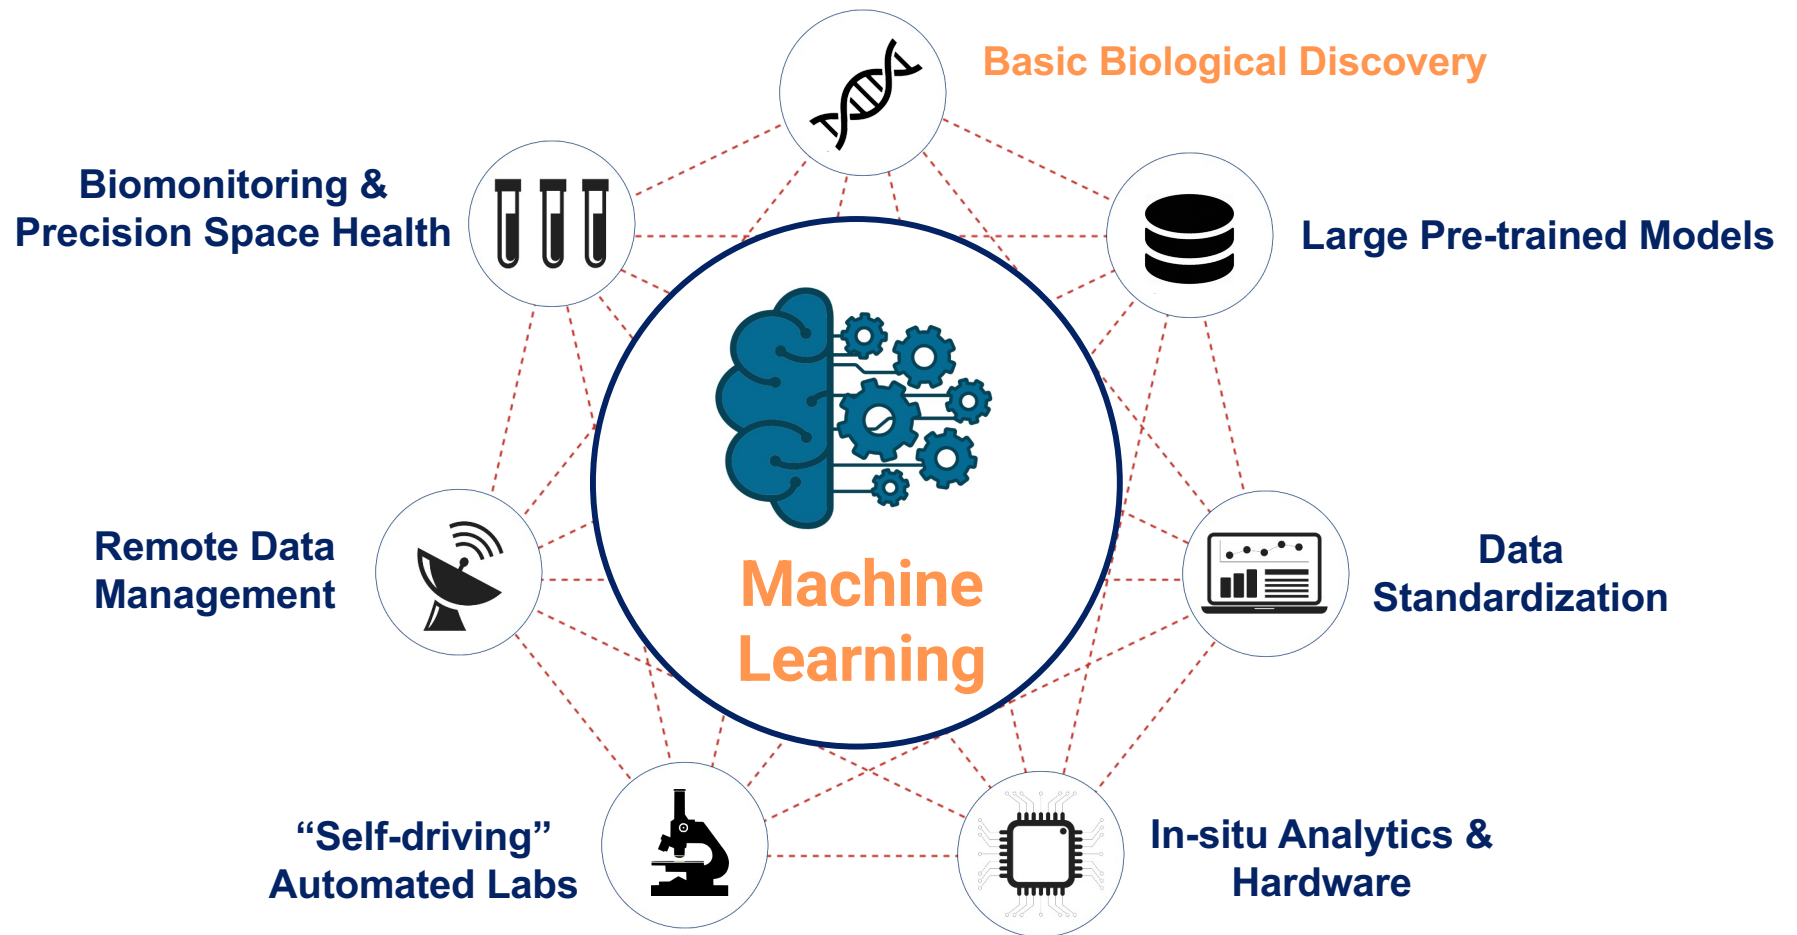 Basic Biological Discovery
Biomonitoring &
Precision Space Health
Large Pre-trained Models
Remote Data
Management
Machine
Learning
Data
Standardization
“Self-driving”
Automated Labs
In-situ Analytics &
Hardware